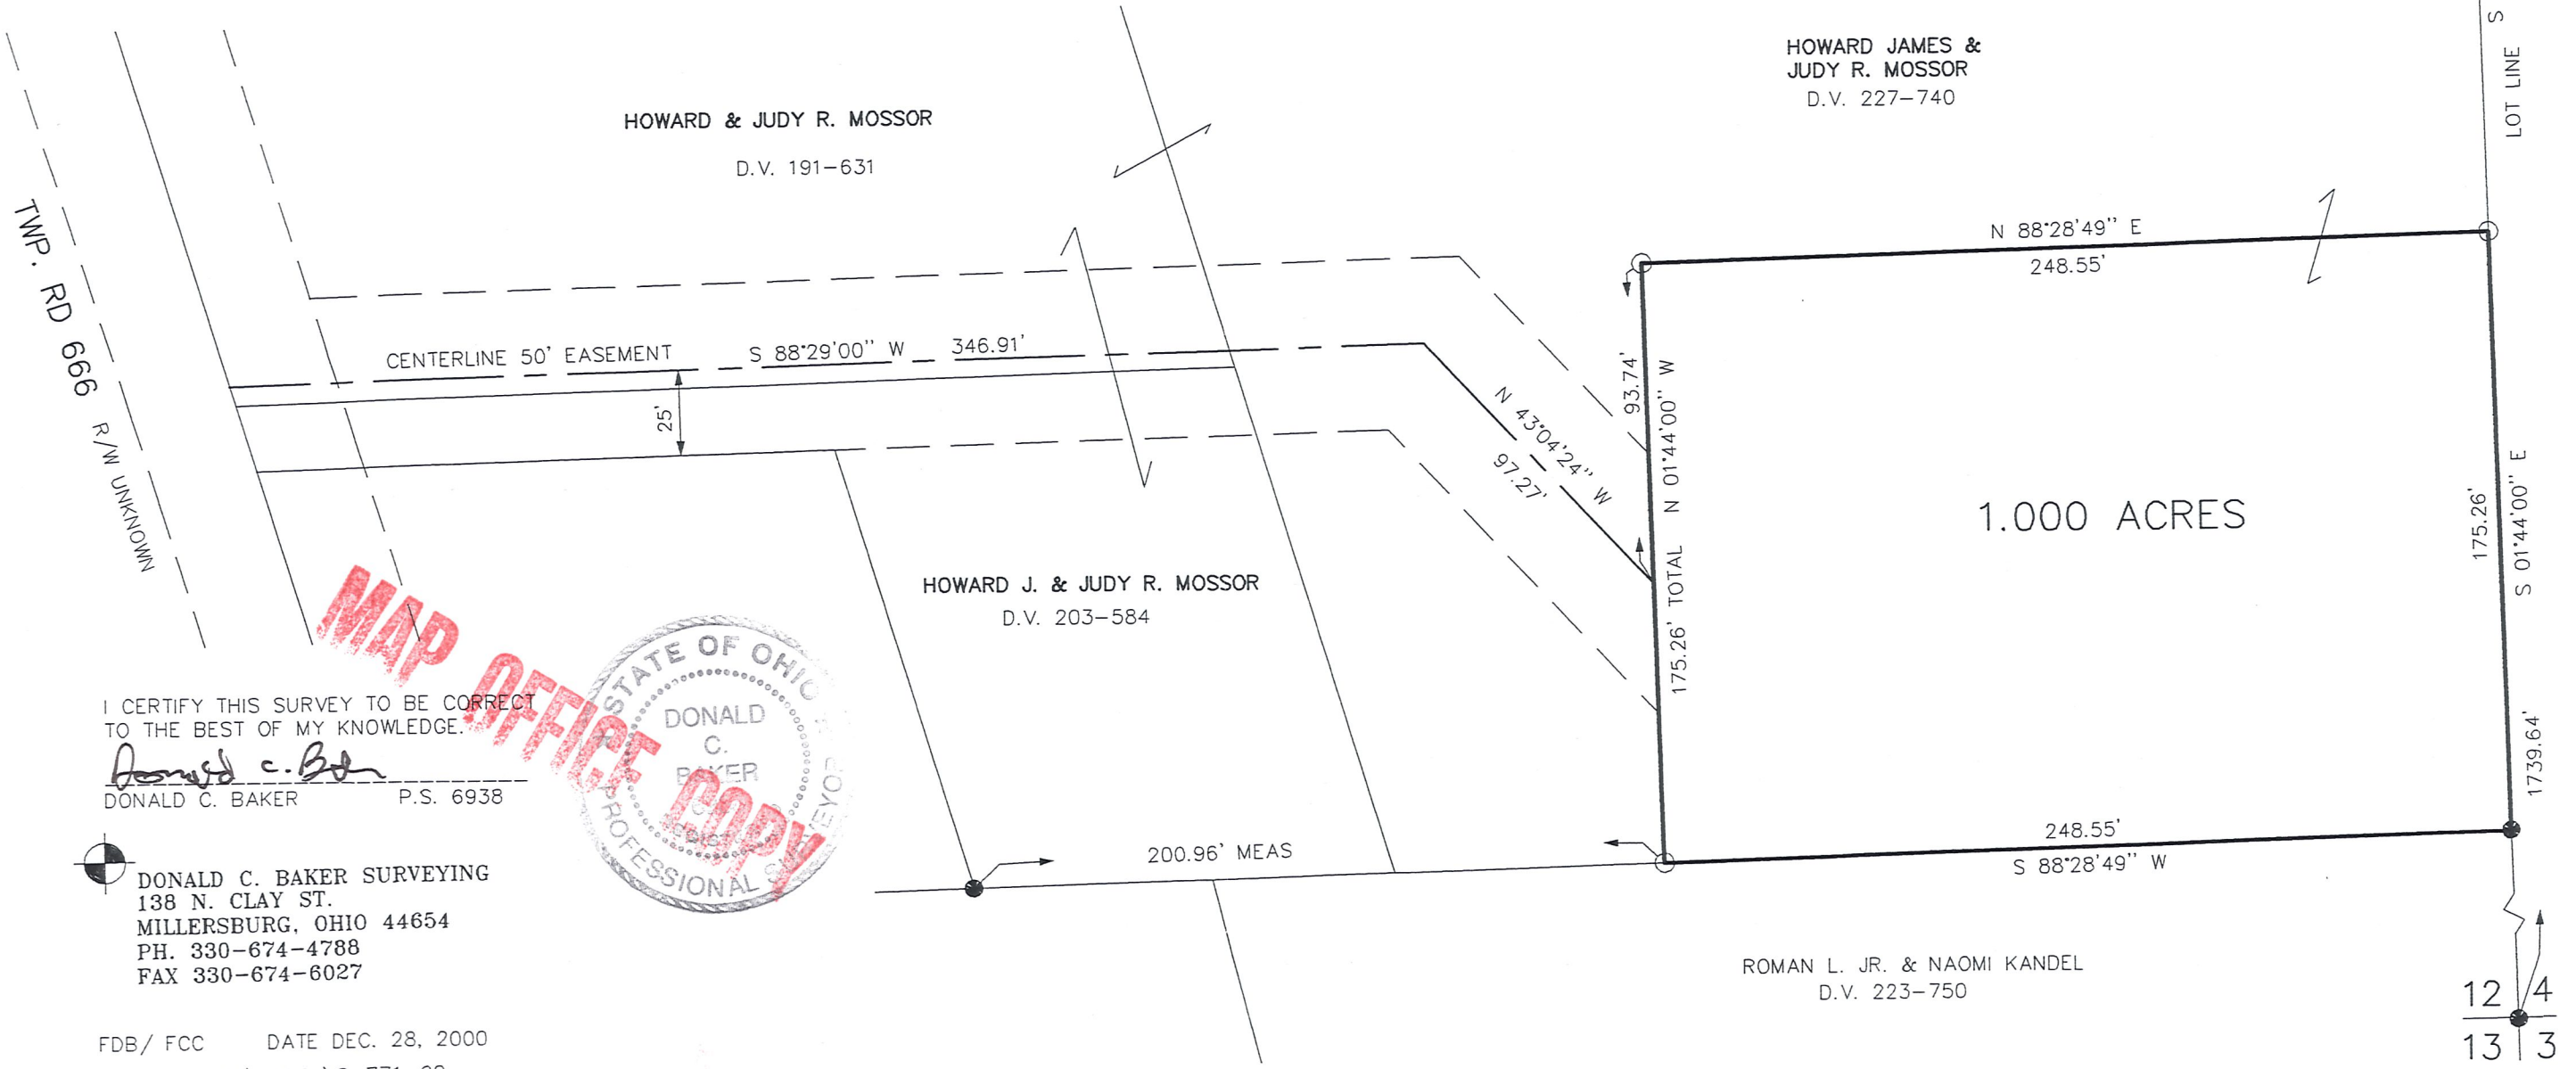 S
LOT LINE
HOWARD JAMES &
JUDY R. MOSSOR
D.V. 227-740
HOWARD & JUDY R. MOSSOR
D.V. 191-631
TWP. RD 666 R/W UNKNOWN
N 88°28'49" E
248.55'
CENTERLINE 50' EASEMENT S 88°29'00" W 346.91'
25'
N 43°04'24" W
97.27'
93.74'
175.26' TOTAL N 01°44'00" W
1.000 ACRES
175.26'
S 01°44'00" E
1739.64'
HOWARD J. & JUDY R. MOSSOR
D.V. 203-584
MAP OFFICE COPY
STATE OF OHIO
DONALD
C.
BAKER
PROFESSIONAL
I CERTIFY THIS SURVEY TO BE CORRECT
TO THE BEST OF MY KNOWLEDGE.
Donald C. Baker
DONALD C. BAKER P.S. 6938
200.96' MEAS
248.55'
S 88°28'49" W
DONALD C. BAKER SURVEYING
138 N. CLAY ST.
MILLERSBURG, OHIO 44654
PH. 330-674-4788
FAX 330-674-6027
ROMAN L. JR. & NAOMI KANDEL
D.V. 223-750
12 4
13 3
FDB/ FCC DATE DEC. 28, 2000